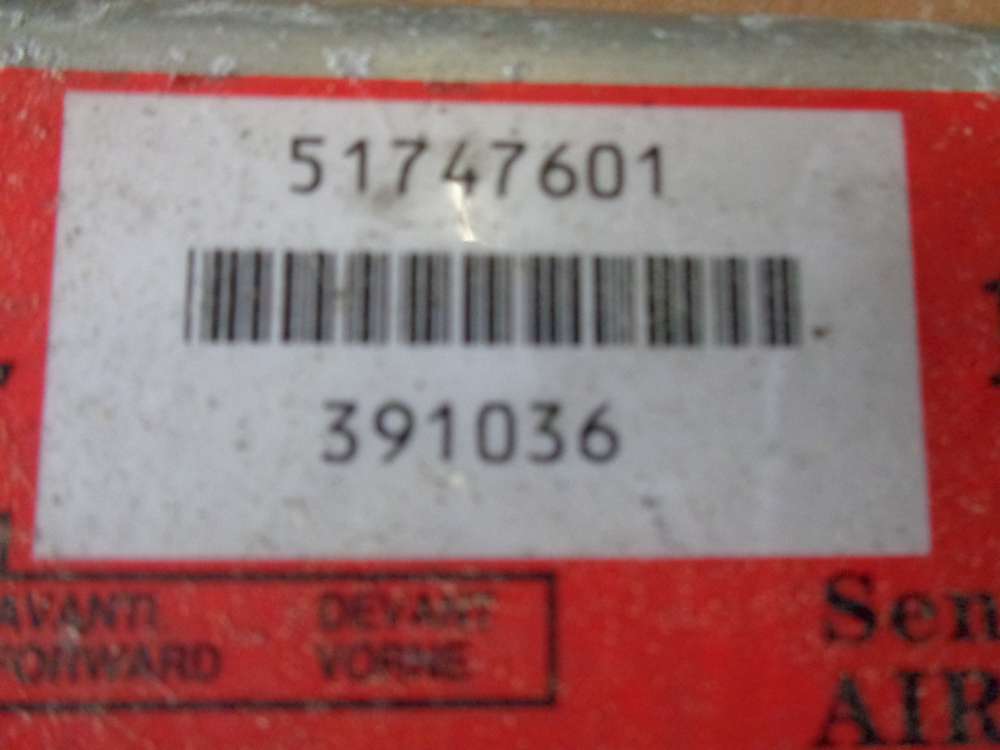 51747601
391036
AVANTI DEVANT
FORWARD VORNE
Sen
AIR